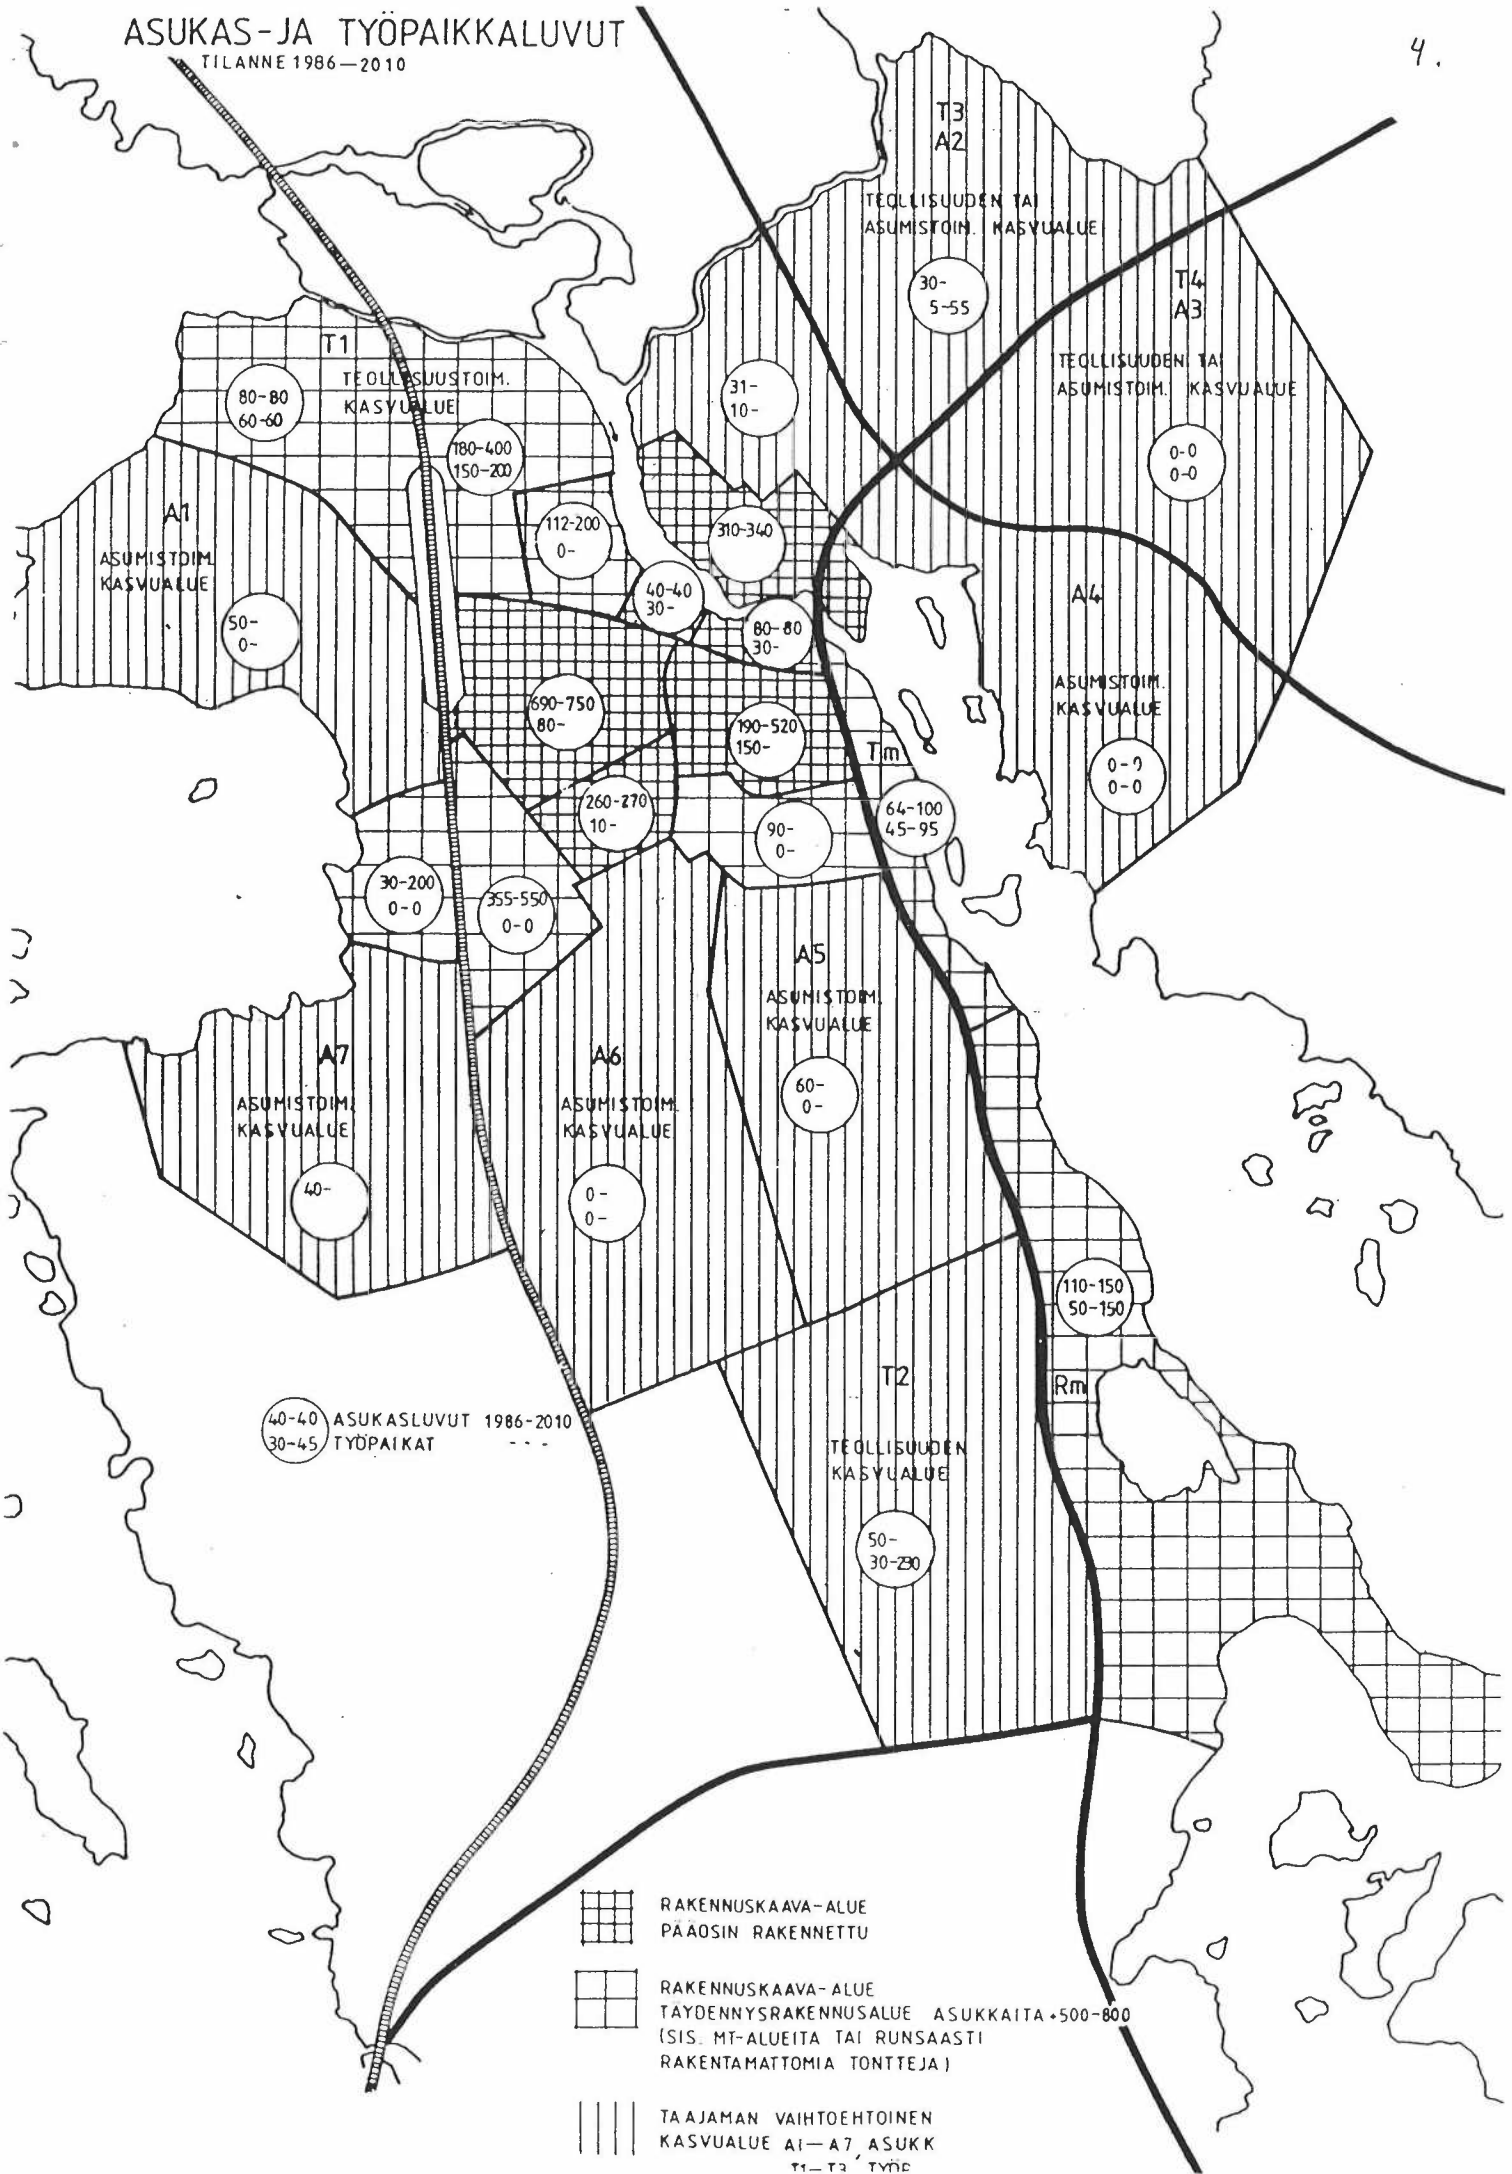 ASUKAS-JA TYÖPAIKKALUVUT
TILANNE 1986—2010
4.
T3
A2
TEOLLISUUDEN TAI
ASUMISTOIM. KASVUALUE
30-
5-55
T4
A3
TEOLLISUUDEN TAI
ASUMISTOIM. KASVUALUE
0-0
0-0
T1
TEOLLISUUSTOIM.
KASVUALUE
80-80
60-60
31-
10-
180-400
150-200
A1
ASUMISTOIM.
KASVUALUE
112-200
0-
310-340
40-40
30-
80-80
30-
50-
0-
A4
ASUMISTOIM.
KASVUALUE
0-0
0-0
690-750
80-
190-520
150-
Tm
260-270
10-
90-
0-
64-100
45-95
30-200
0-0
355-550
0-0
A5
ASUMISTOIM.
KASVUALUE
60-
0-
A7
ASUMISTOIM.
KASVUALUE
40-
A6
ASUMISTOIM.
KASVUALUE
0-
0-
110-150
50-150
Rm
T2
TEOLLISUUDEN
KASVUALUE
50-
30-230
40-40 ASUKASLUVUT 1986-2010
30-45 TYÖPAIKAT - - -
RAKENNUSKAAVA-ALUE
PÄÄOSIN RAKENNETTU
RAKENNUSKAAVA-ALUE
TÄYDENNYSRAKENNUSALUE ASUKKAITA +500-800
(SIS. MT-ALUEITA TAI RUNSAASTI
RAKENTAMATTOMIA TONTTEJA)
TAAJAMAN VAIHTOEHTOINEN
KASVUALUE A1—A7, ASUKK
T1—T3 TYÖP